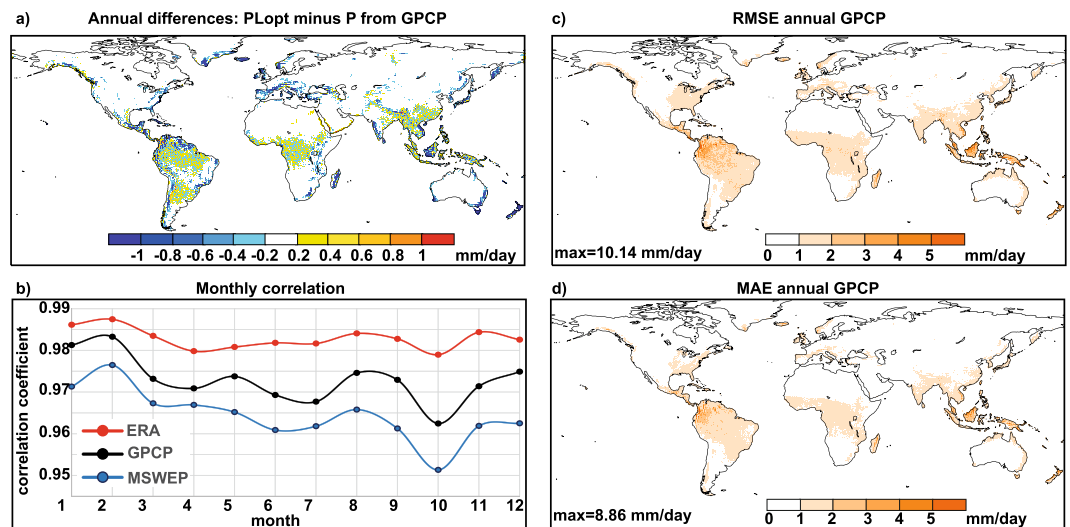 a) Annual differences: PLopt minus P from GPCP
-1 -0.8 -0.6 -0.4 -0.2 0.2 0.4 0.6 0.8 1 mm/day
c) RMSE annual GPCP
max=10.14 mm/day
0 1 2 3 4 5 mm/day
b) Monthly correlation
correlation coefficient
0.99
0.98
0.97
0.96
0.95
ERA
GPCP
MSWEP
1 2 3 4 5 6 7 8 9 10 11 12
month
d) MAE annual GPCP
max=8.86 mm/day
0 1 2 3 4 5 mm/day